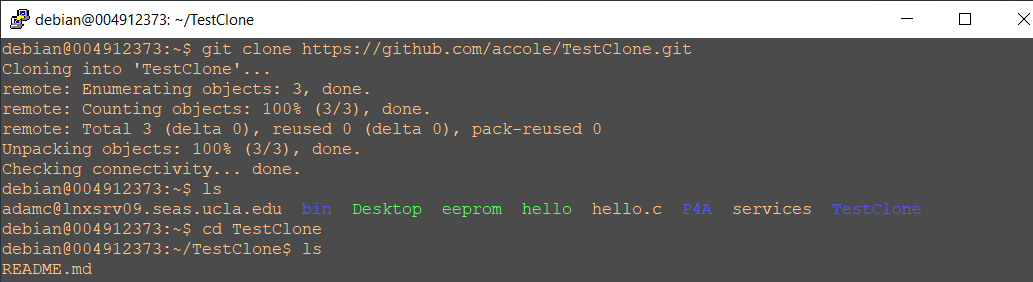 debian@004912373: ~/TestClone
debian@004912373:~$ git clone https://github.com/accole/TestClone.git
Cloning into 'TestClone'...
remote: Enumerating objects: 3, done.
remote: Counting objects: 100% (3/3), done.
remote: Total 3 (delta 0), reused 0 (delta 0), pack-reused 0
Unpacking objects: 100% (3/3), done.
Checking connectivity... done.
debian@004912373:~$ ls
adamc@lnxsrv09.seas.ucla.edu  bin  Desktop  eeprom  hello  hello.c  P4A  services  TestClone
debian@004912373:~$ cd TestClone
debian@004912373:~/TestClone$ ls
README.md